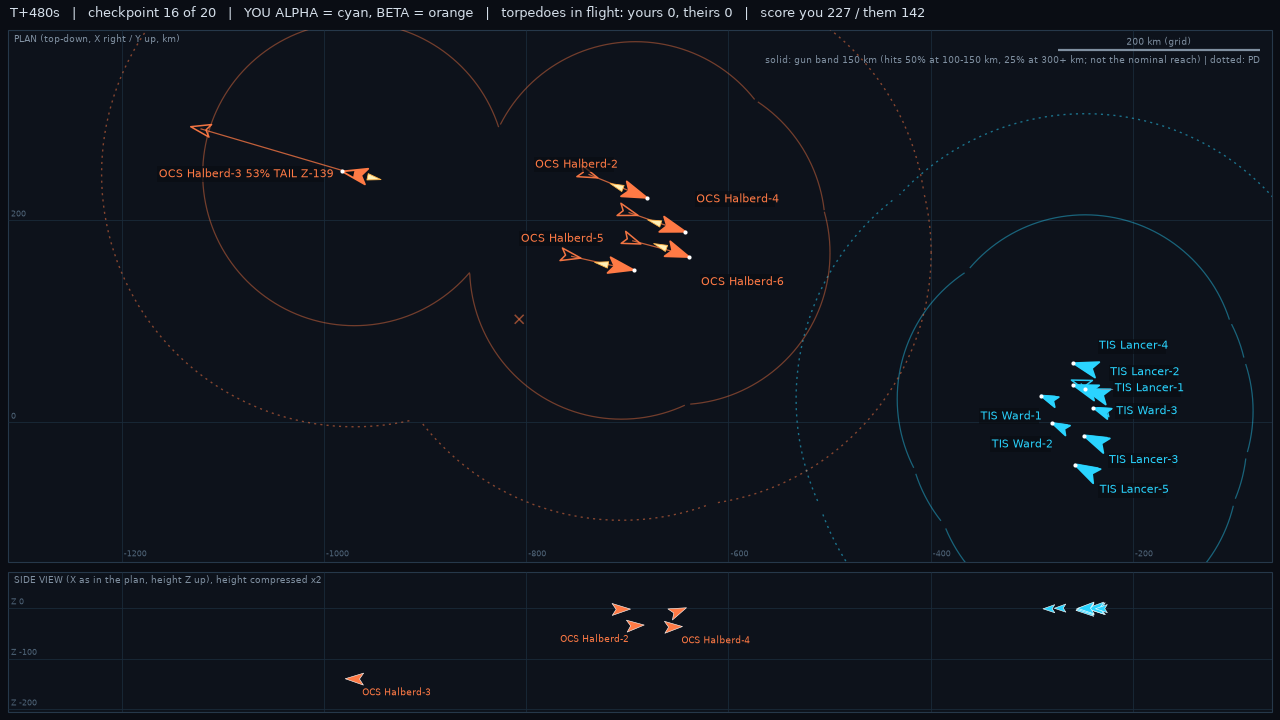 T+480s | checkpoint 16 of 20 | YOU ALPHA = cyan, BETA = orange | torpedoes in flight: yours 0, theirs 0 | score you 227 / them 142
PLAN (top-down, X right / Y up, km)
200 km (grid)
solid: gun band 150 km (hits 50% at 100-150 km, 25% at 300+ km; not the nominal reach) | dotted: PD
OCS Halberd-2
OCS Halberd-3 53% TAIL Z-139
OCS Halberd-4
200
OCS Halberd-5
OCS Halberd-6
TIS Lancer-4
TIS Lancer-2
TIS Lancer-1
TIS Ward-1
TIS Ward-3
0
TIS Ward-2
TIS Lancer-3
TIS Lancer-5
-1200
-1000
-800
-600
-400
-200
SIDE VIEW (X as in the plan, height Z up), height compressed x2
Z 0
OCS Halberd-2
OCS Halberd-4
Z -100
OCS Halberd-3
Z -200